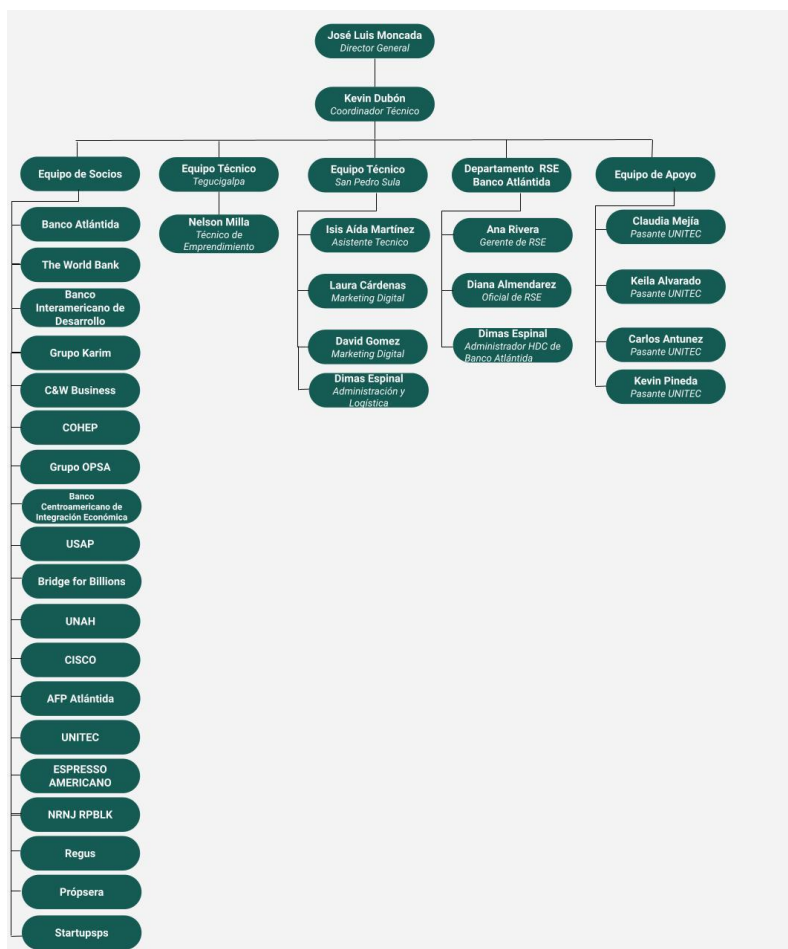 José Luis Moncada
Director General
Kevin Dubón
Coordinador Técnico
Equipo de Socios
Banco Atlántida
The World Bank
Banco
Interamericano de
Desarrollo
Grupo Karim
C&W Business
COHEP
Grupo OPSA
Banco
Centroamericano de
Integración Económica
USAP
Bridge for Billions
UNAH
CISCO
AFP Atlántida
UNITEC
ESPRESSO
AMERICANO
NRNJ RPBLK
Regus
Própsera
Startupsps
Equipo Técnico
Tegucigalpa
Nelson Milla
Técnico de
Emprendimiento
Equipo Técnico
San Pedro Sula
Isis Aída Martínez
Asistente Tecnico
Laura Cárdenas
Marketing Digital
David Gomez
Marketing Digital
Dimas Espinal
Administración y
Logística
Departamento RSE
Banco Atlántida
Ana Rivera
Gerente de RSE
Diana Almendarez
Oficial de RSE
Dimas Espinal
Administrador HDC de
Banco Atlántida
Equipo de Apoyo
Claudia Mejía
Pasante UNITEC
Keila Alvarado
Pasante UNITEC
Carlos Antunez
Pasante UNITEC
Kevin Pineda
Pasante UNITEC